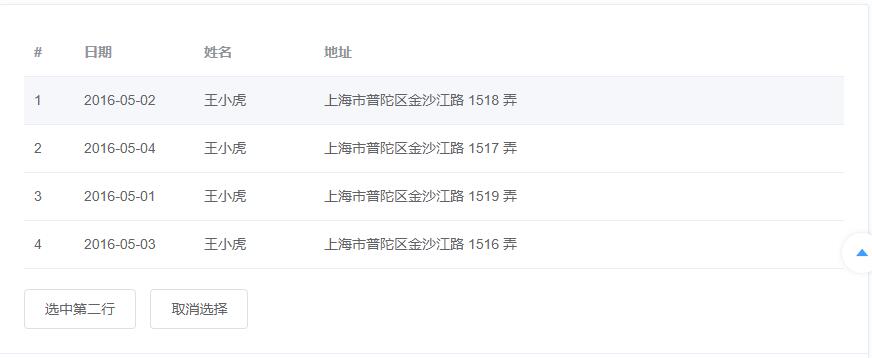 # 日期 姓名 地址
1 2016-05-02 王小虎 上海市普陀区金沙江路 1518 弄
2 2016-05-04 王小虎 上海市普陀区金沙江路 1517 弄
3 2016-05-01 王小虎 上海市普陀区金沙江路 1519 弄
4 2016-05-03 王小虎 上海市普陀区金沙江路 1516 弄
选中第二行 取消选择